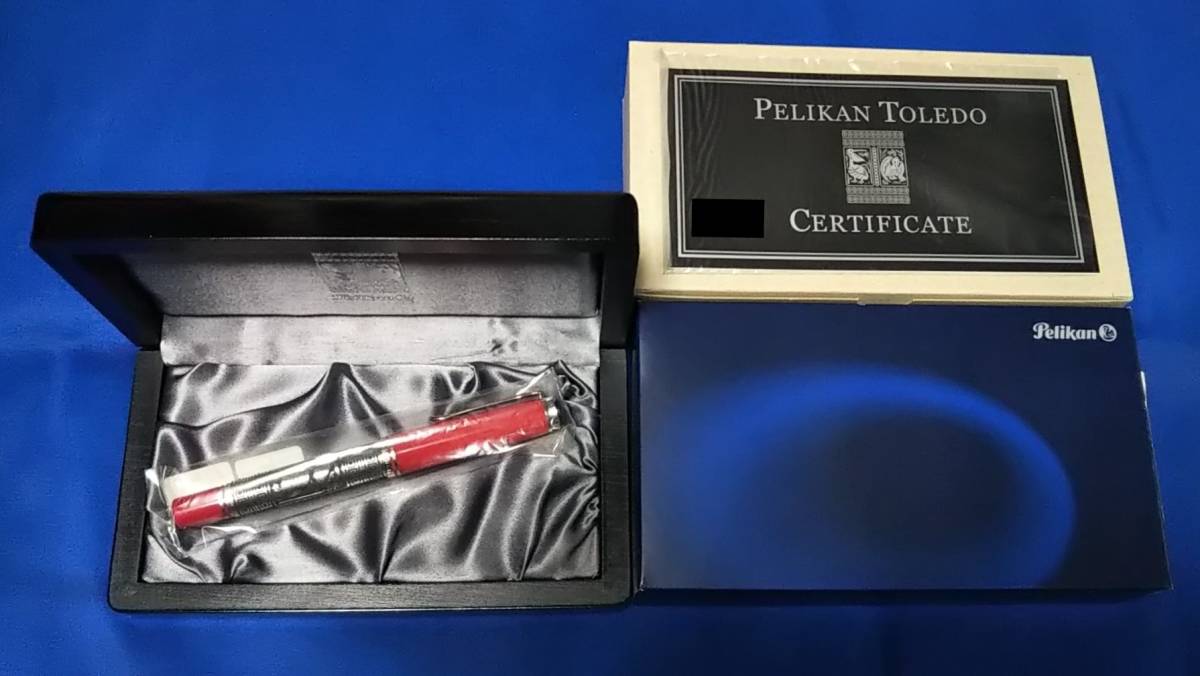 PELIKAN TOLEDO
CERTIFICATE
Pelikan